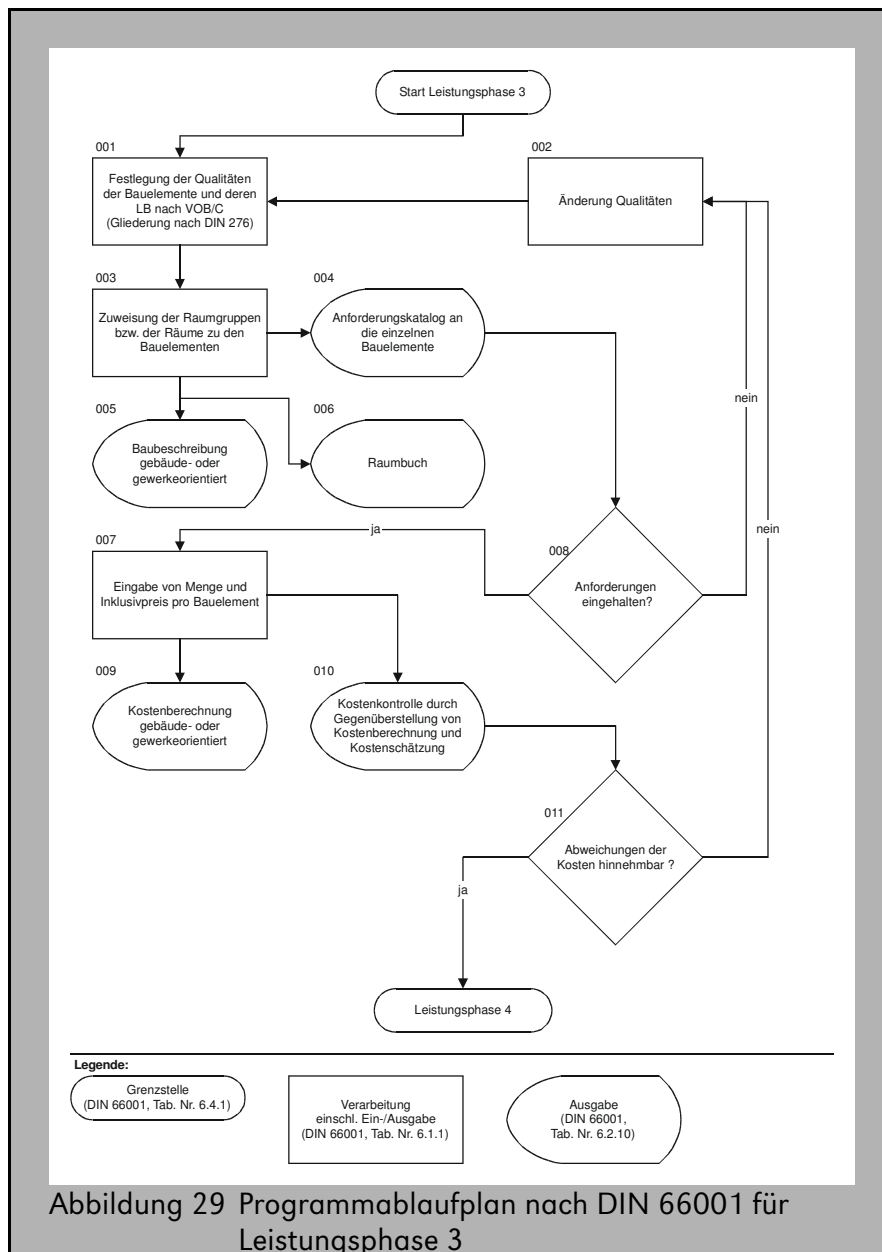 Start Leistungsphase 3
001
Festlegung der Qualitäten
der Bauelemente und deren
LB nach VOB/C
(Gliederung nach DIN 276)
002
Änderung Qualitäten
003
Zuweisung der Raumgruppen
bzw. der Räume zu den
Bauelementen
004
Anforderungskatalog an
die einzelnen
Bauelemente
005
Baubeschreibung
gebäude- oder
gewerkeorientiert
006
Raumbuch
nein
nein
ja
007
Eingabe von Menge und
Inklusivpreis pro Bauelement
008
Anforderungen
eingehalten?
009
Kostenberechnung
gebäude- oder
gewerkeorientiert
010
Kostenkontrolle durch
Gegenüberstellung von
Kostenberechnung und
Kostenschätzung
011
Abweichungen der
Kosten hinnehmbar ?
ja
Leistungsphase 4
Legende:
Grenzstelle
(DIN 66001, Tab. Nr. 6.4.1)
Verarbeitung
einschl. Ein-/Ausgabe
(DIN 66001, Tab. Nr. 6.1.1)
Ausgabe
(DIN 66001,
Tab. Nr. 6.2.10)
Abbildung 29 Programmablaufplan nach DIN 66001 für
Leistungsphase 3